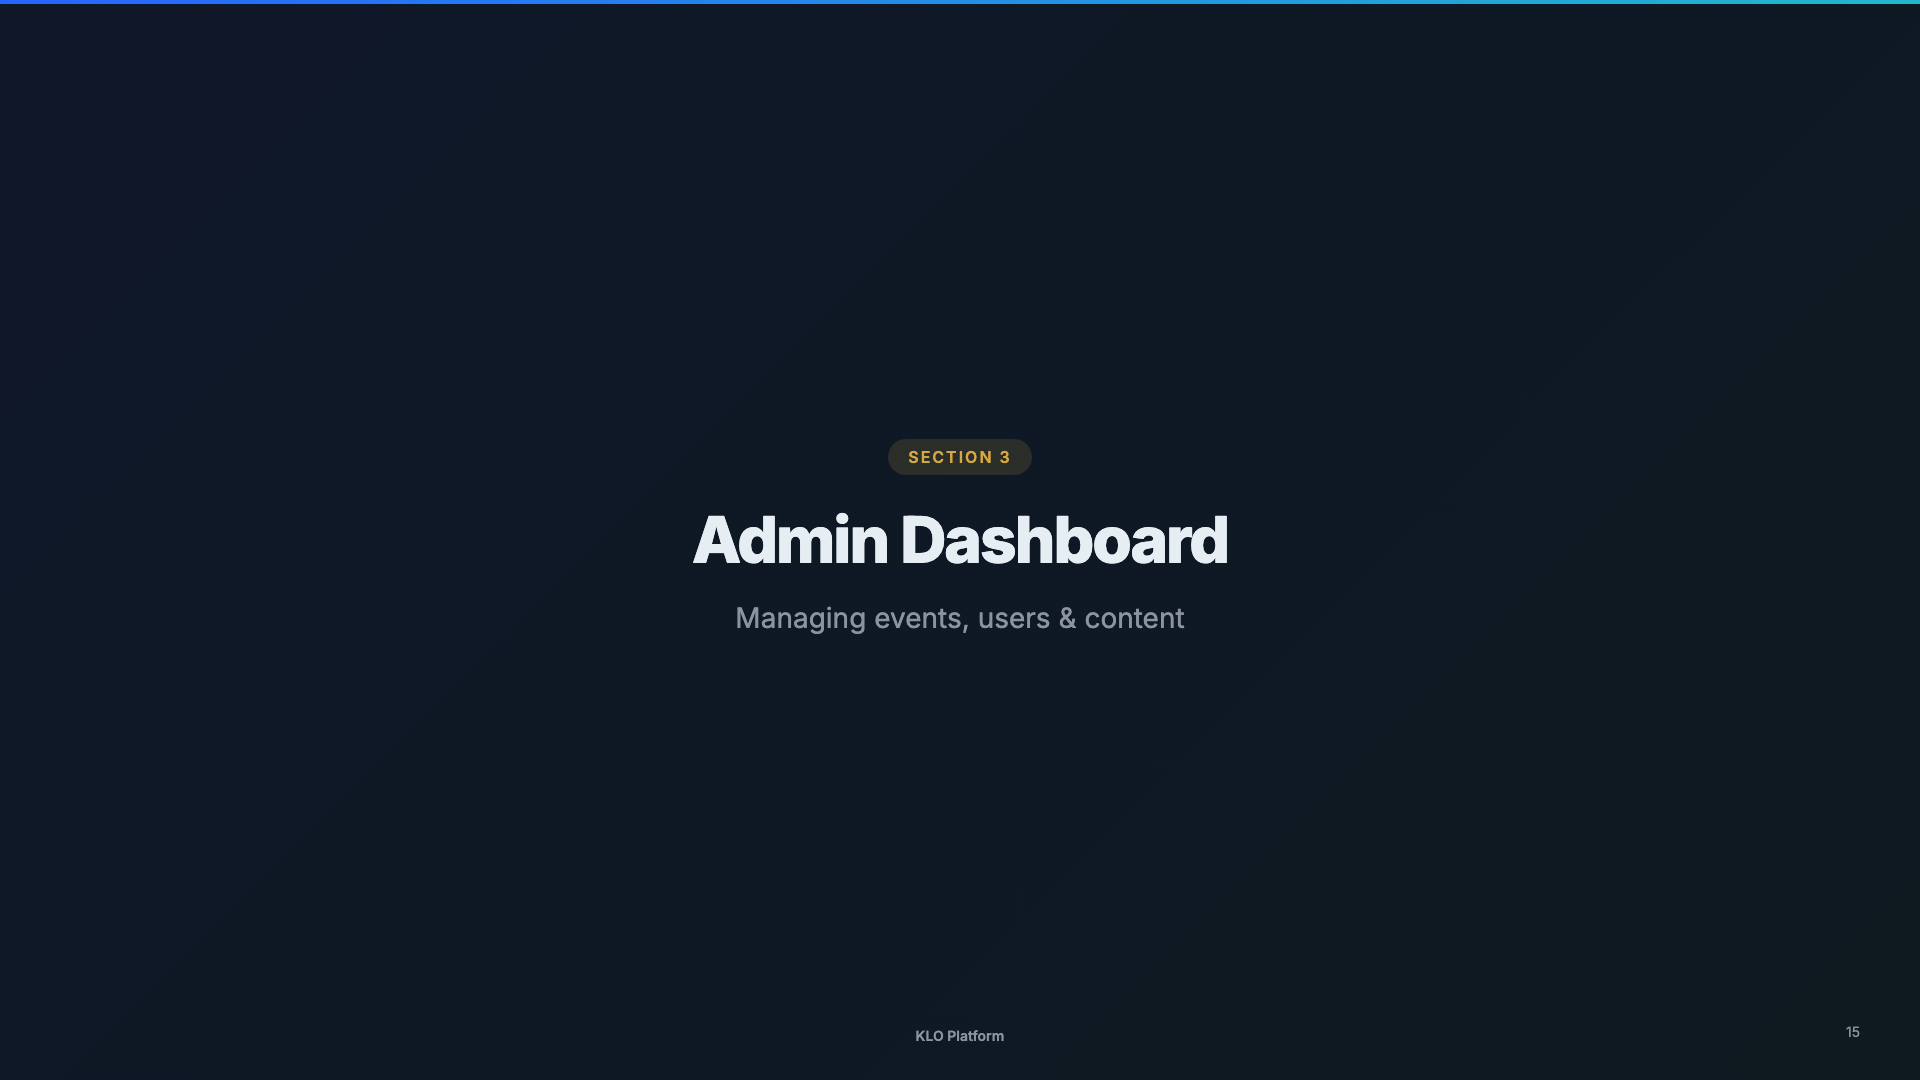 SECTION 3
Admin Dashboard
Managing events, users & content
KLO Platform
15